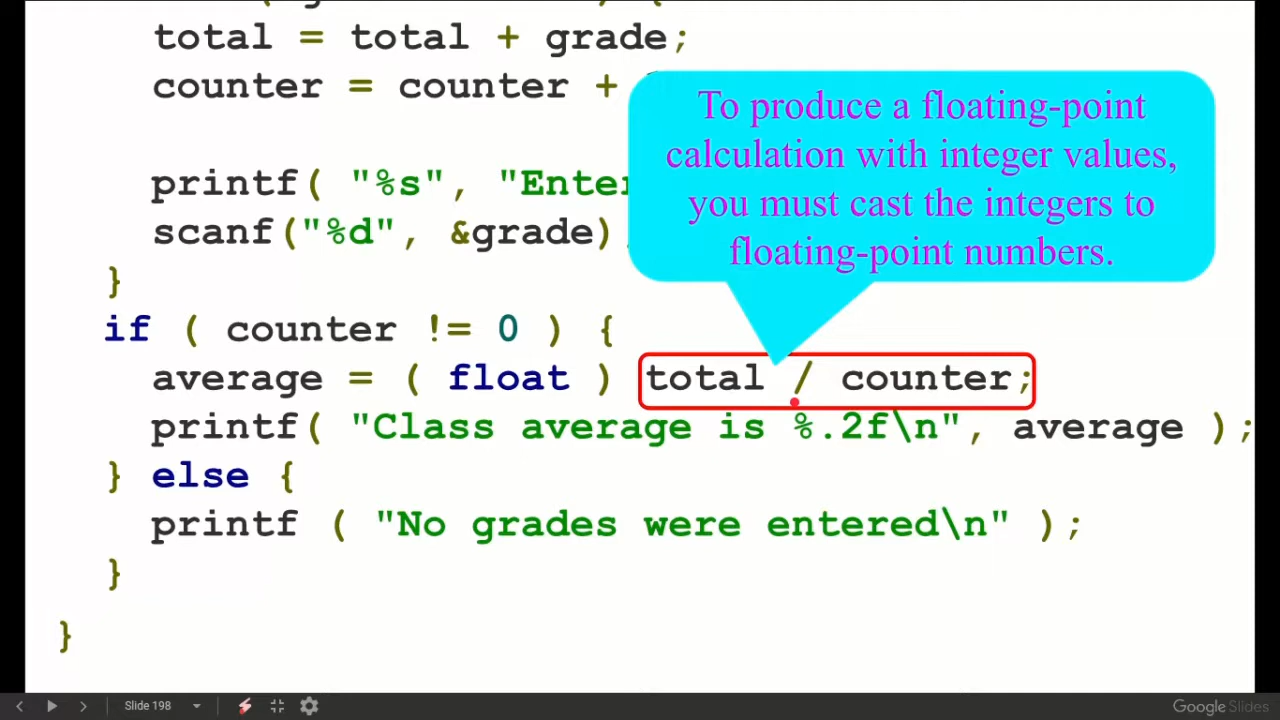 total = total + grade;
counter = counter +
To produce a floating-point
calculation with integer values,
you must cast the integers to
floating-point numbers.
printf( "%s", "Enter
scanf("%d", &grade)
}
if ( counter != 0 ) {
average = ( float ) total / counter;
printf( "Class average is %.2f\n", average );
} else {
printf ( "No grades were entered\n" );
}
}
Slide 198
Google Slides